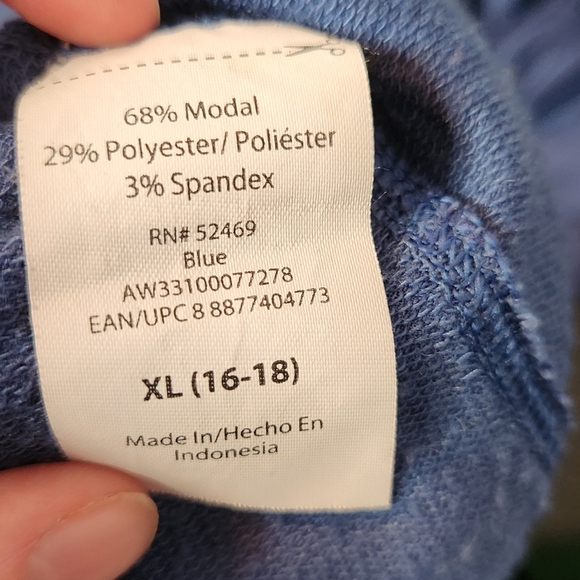 68% Modal
29% Polyester/ Poliéster
3% Spandex
RN# 52469
Blue
AW33100077278
EAN/UPC 8 8877404773
XL (16-18)
Made In/Hecho En
Indonesia